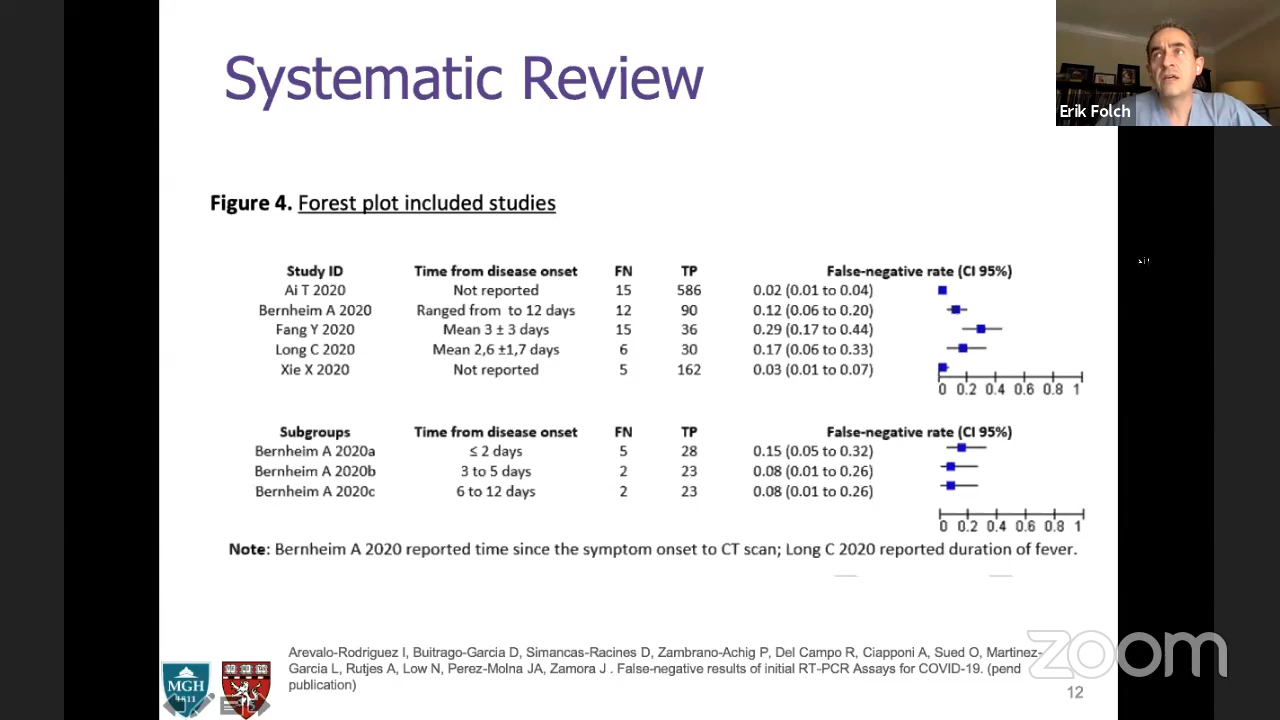 Systematic Review
Erik Folch
Figure 4. Forest plot included studies
Study ID Time from disease onset FN TP False-negative rate (CI 95%)
Ai T 2020 Not reported 15 586 0.02 (0.01 to 0.04)
Bernheim A 2020 Ranged from to 12 days 12 90 0.12 (0.06 to 0.20)
Fang Y 2020 Mean 3 ± 3 days 15 36 0.29 (0.17 to 0.44)
Long C 2020 Mean 2,6 ±1,7 days 6 30 0.17 (0.06 to 0.33)
Xie X 2020 Not reported 5 162 0.03 (0.01 to 0.07)
0 0.2 0.4 0.6 0.8 1
Subgroups Time from disease onset FN TP False-negative rate (CI 95%)
Bernheim A 2020a ≤ 2 days 5 28 0.15 (0.05 to 0.32)
Bernheim A 2020b 3 to 5 days 2 23 0.08 (0.01 to 0.26)
Bernheim A 2020c 6 to 12 days 2 23 0.08 (0.01 to 0.26)
0 0.2 0.4 0.6 0.8 1
Note: Bernheim A 2020 reported time since the symptom onset to CT scan; Long C 2020 reported duration of fever.
Arevalo-Rodriguez I, Buitrago-Garcia D, Simancas-Racines D, Zambrano-Achig P, Del Campo R, Ciapponi A, Sued O, Martinez-
Garcia L, Rutjes A, Low N, Perez-Molna JA, Zamora J . False-negative results of initial RT-PCR Assays for COVID-19. (pend
publication)
MGH
1811
zoom
12